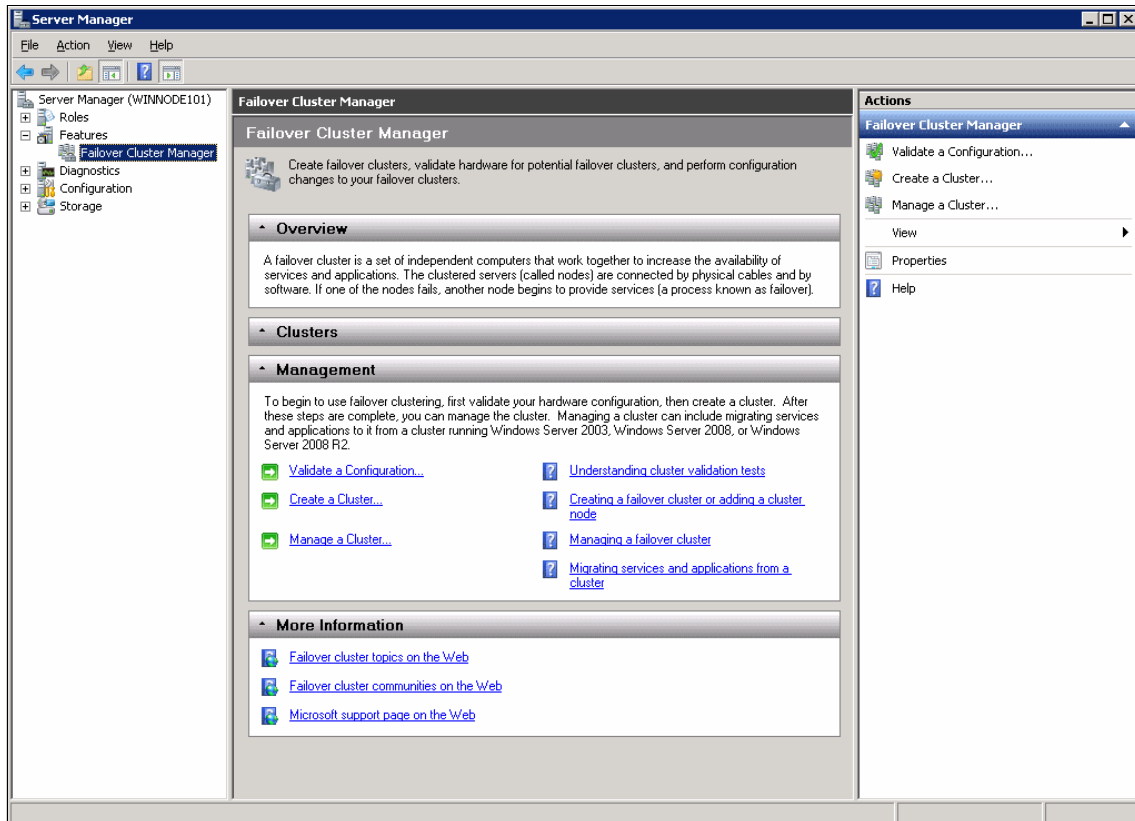 Server Manager
File Action View Help
Server Manager (WINNODE101)
Roles
Features
Failover Cluster Manager
Diagnostics
Configuration
Storage
Failover Cluster Manager
Failover Cluster Manager
Create failover clusters, validate hardware for potential failover clusters, and perform configuration
changes to your failover clusters.
Overview
A failover cluster is a set of independent computers that work together to increase the availability of
services and applications. The clustered servers (called nodes) are connected by physical cables and by
software. If one of the nodes fails, another node begins to provide services (a process known as failover).
Clusters
Management
To begin to use failover clustering, first validate your hardware configuration, then create a cluster. After
these steps are complete, you can manage the cluster. Managing a cluster can include migrating services
and applications to it from a cluster running Windows Server 2003, Windows Server 2008, or Windows
Server 2008 R2.
Validate a Configuration...
Create a Cluster...
Manage a Cluster...
Understanding cluster validation tests
Creating a failover cluster or adding a cluster
node
Managing a failover cluster
Migrating services and applications from a
cluster
More Information
Failover cluster topics on the Web
Failover cluster communities on the Web
Microsoft support page on the Web
Actions
Failover Cluster Manager
Validate a Configuration...
Create a Cluster...
Manage a Cluster...
View
Properties
Help